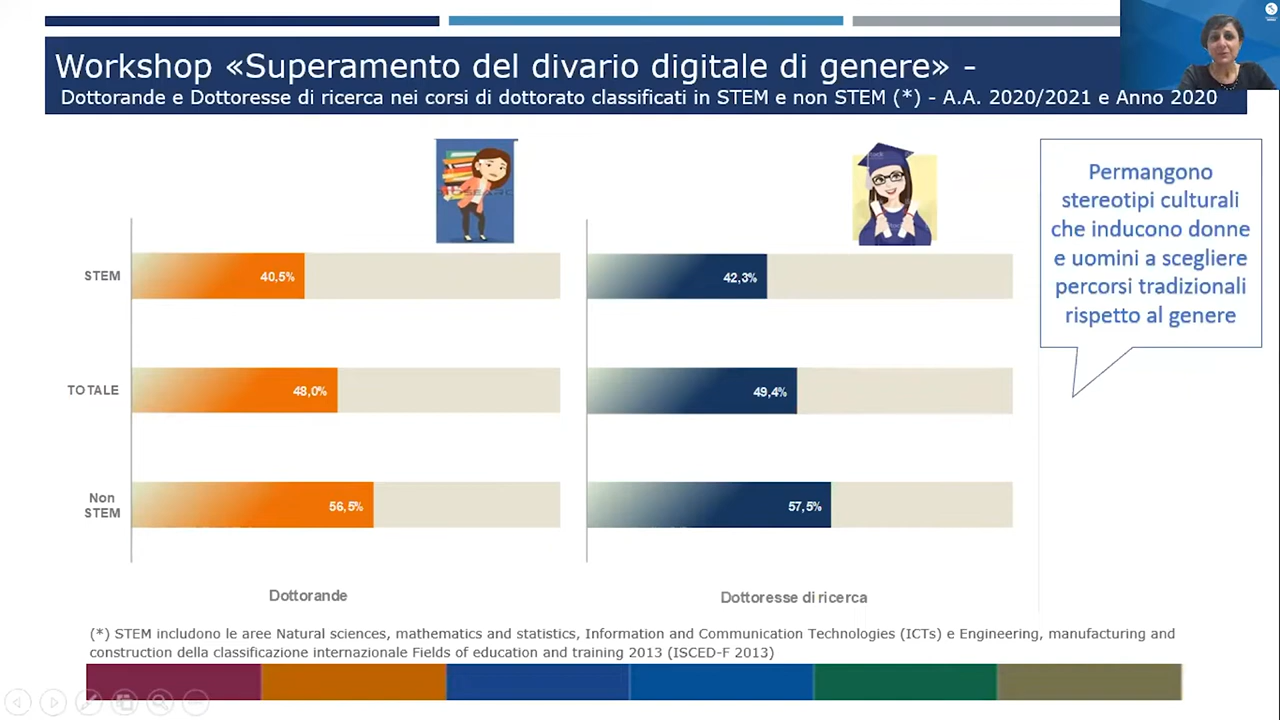 Workshop «Superamento del divario digitale di genere» -
Dottorande e Dottoresse di ricerca nei corsi di dottorato classificati in STEM e non STEM (*) - A.A. 2020/2021 e Anno 2020
Permangono
stereotipi culturali
che inducono donne
e uomini a scegliere
percorsi tradizionali
rispetto al genere
STEM
40,5%
42,3%
TOTALE
48,0%
49,4%
Non
STEM
56,5%
57,5%
Dottorande
Dottoresse di ricerca
(*) STEM includono le aree Natural sciences, mathematics and statistics, Information and Communication Technologies (ICTs) e Engineering, manufacturing and
construction della classificazione internazionale Fields of education and training 2013 (ISCED-F 2013)